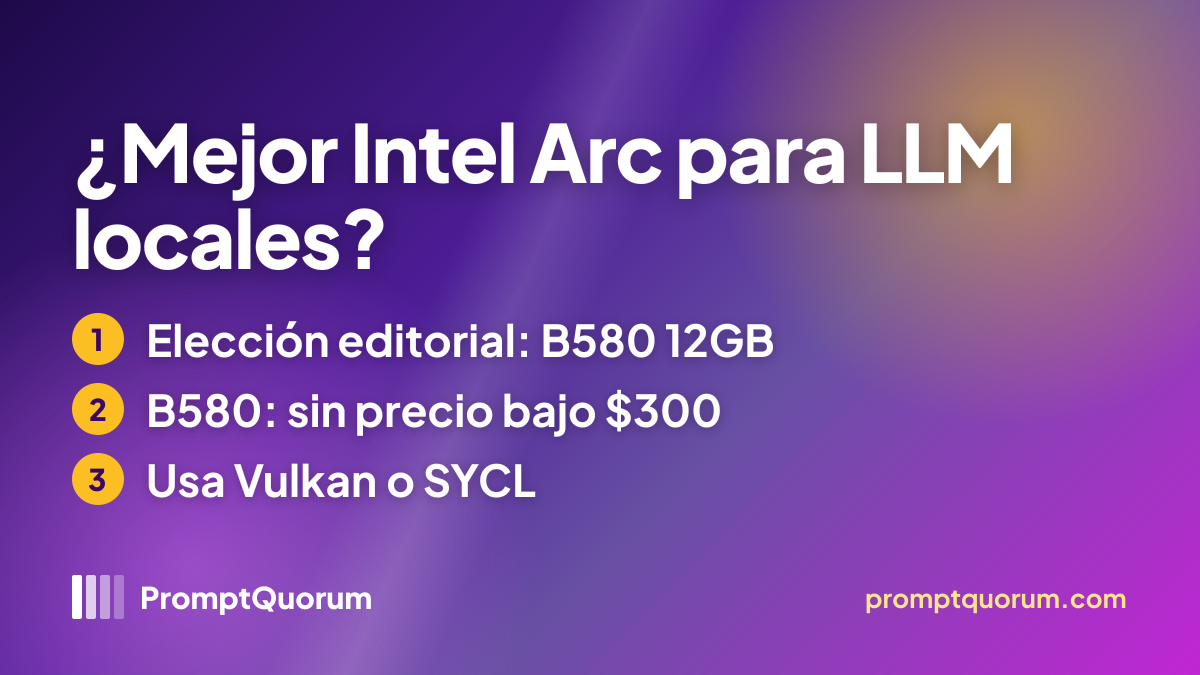 ¿Mejor Intel Arc para LLM
locales?
1 Elección editorial: B580 12GB
2 B580: sin precio bajo $300
3 Usa Vulkan o SYCL
PromptQuorum
promptquorum.com